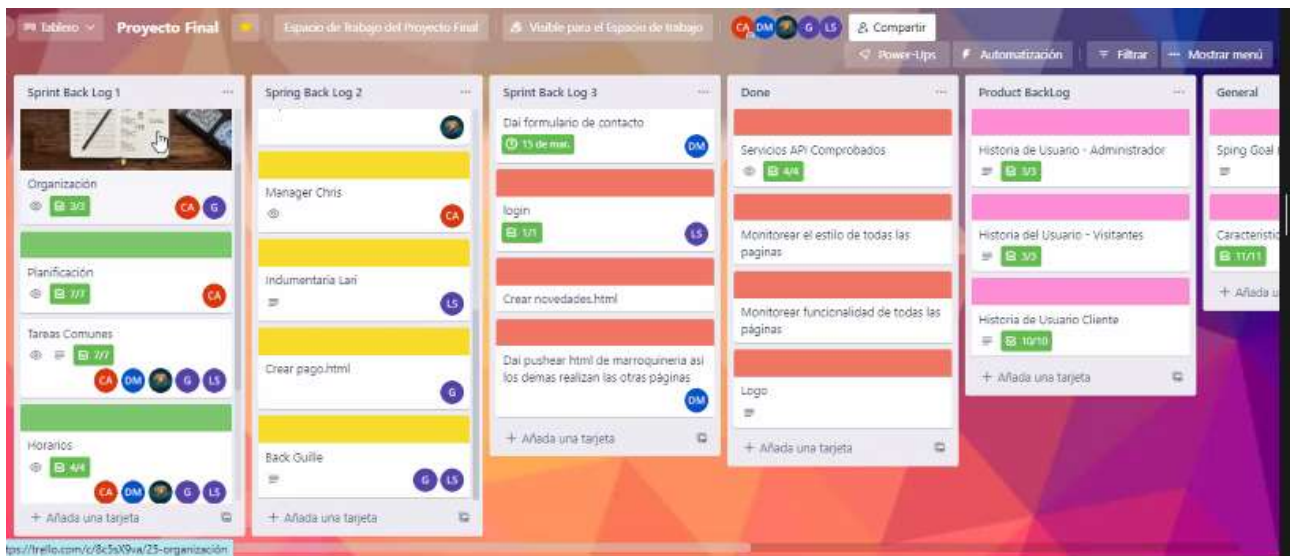 Tablero
Proyecto Final
Espacio de Trabajo del Proyecto Final
Visible para el Espacio de trabajo
CA
DM
G
LS
Compartir
Power-Ups
Automatización
Filtrar
Mostrar menú
Sprint Back Log 1
Organización
3/3
CA G
Planificación
7/7
CA
Tareas Comunes
7/7
CA DM G LS
Horarios
4/4
CA DM G LS
+ Añada una tarjeta
Spring Back Log 2
Manager Chris
CA
Indumentaria Lari
LS
Crear pago.html
G
Back Guille
G LS
+ Añada una tarjeta
Sprint Back Log 3
Dai formulario de contacto
15 de mar.
DM
login
1/1
LS
Crear novedades.html
Dai pushear html de marroquineria asi
los demas realizan las otras páginas
DM
+ Añada una tarjeta
Done
Servicios API Comprobados
4/4
Monitorear el estilo de todas las
paginas
Monitorear funcionalidad de todas las
páginas
Logo
+ Añada una tarjeta
Product BackLog
Historia de Usuario - Administrador
3/3
Historia del Usuario - Visitantes
3/3
Historia de Usuario Cliente
10/10
+ Añada una tarjeta
General
Sping Goal
Característic
11/11
+ Añada u
tps://trello.com/c/8c5sX9va/25-organización